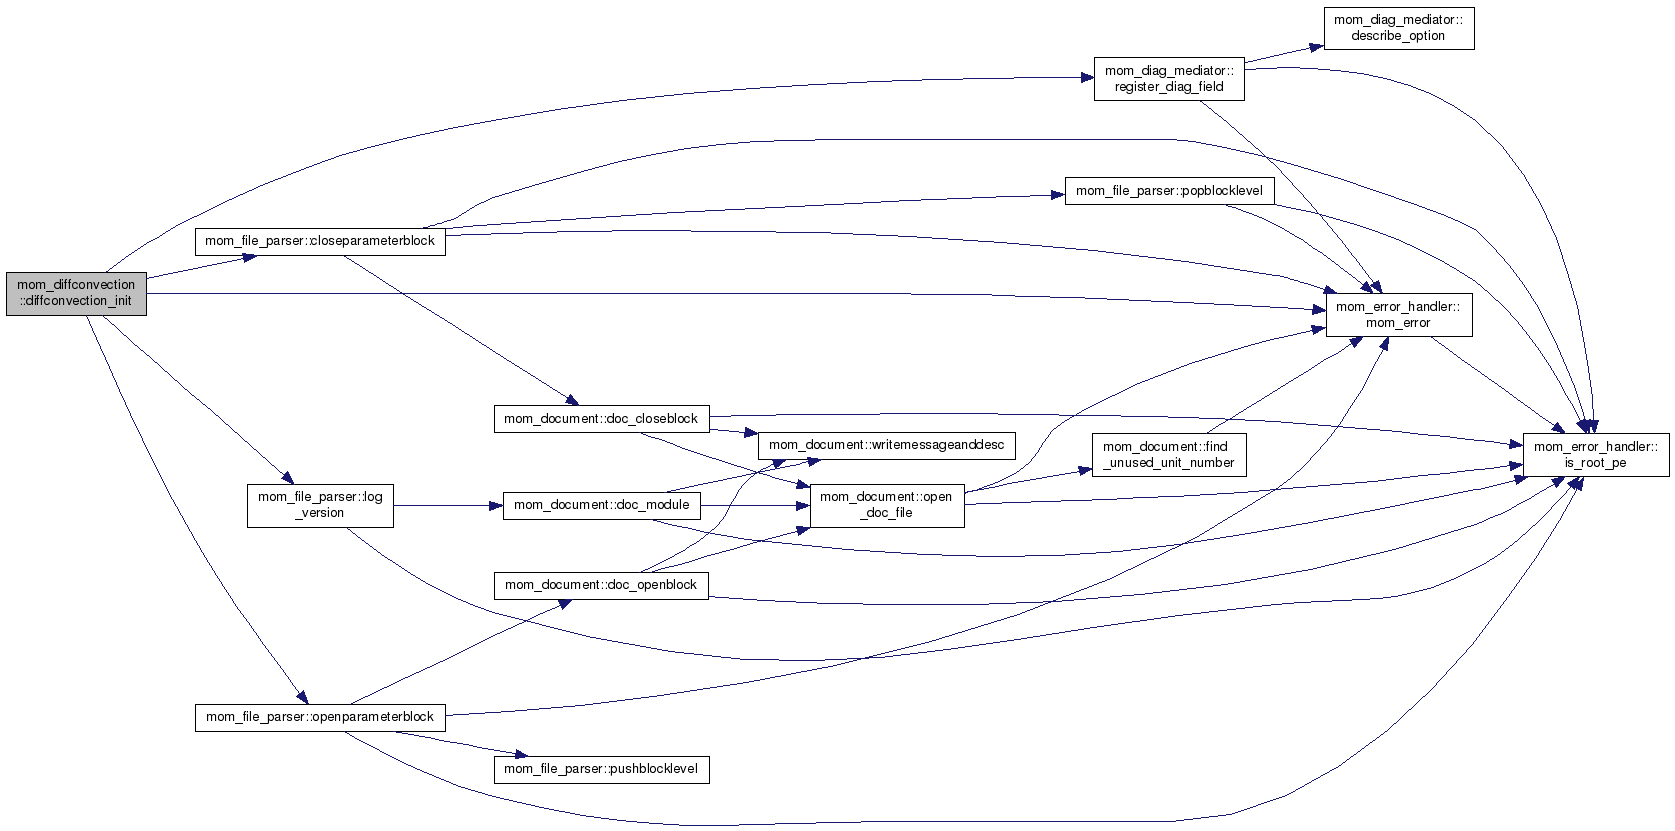 mom_diag_mediator::
describe_option
mom_diag_mediator::
register_diag_field
mom_file_parser::popblocklevel
mom_file_parser::closeparameterblock
mom_diffconvection
::diffconvection_init
mom_error_handler::
mom_error
mom_document::doc_closeblock
mom_document::writemessageanddesc
mom_document::find
_unused_unit_number
mom_error_handler::
is_root_pe
mom_file_parser::log
_version
mom_document::doc_module
mom_document::open
_doc_file
mom_document::doc_openblock
mom_file_parser::openparameterblock
mom_file_parser::pushblocklevel